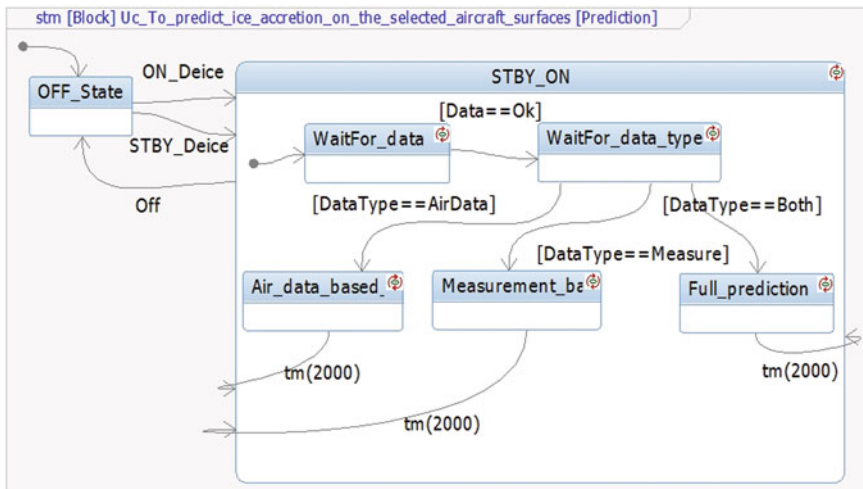 stm [Block] Uc_To_predict_ice_accretion_on_the_selected_aircraft_surfaces [Prediction]
ON_Deice
STBY_ON
OFF_State
[Data==Ok]
STBY_Deice
WaitFor_data
WaitFor_data_type
Off
[DataType==AirData]
[DataType==Both]
[DataType==Measure]
Air_data_based_
Measurement_ba
Full_prediction
tm(2000)
tm(2000)
tm(2000)